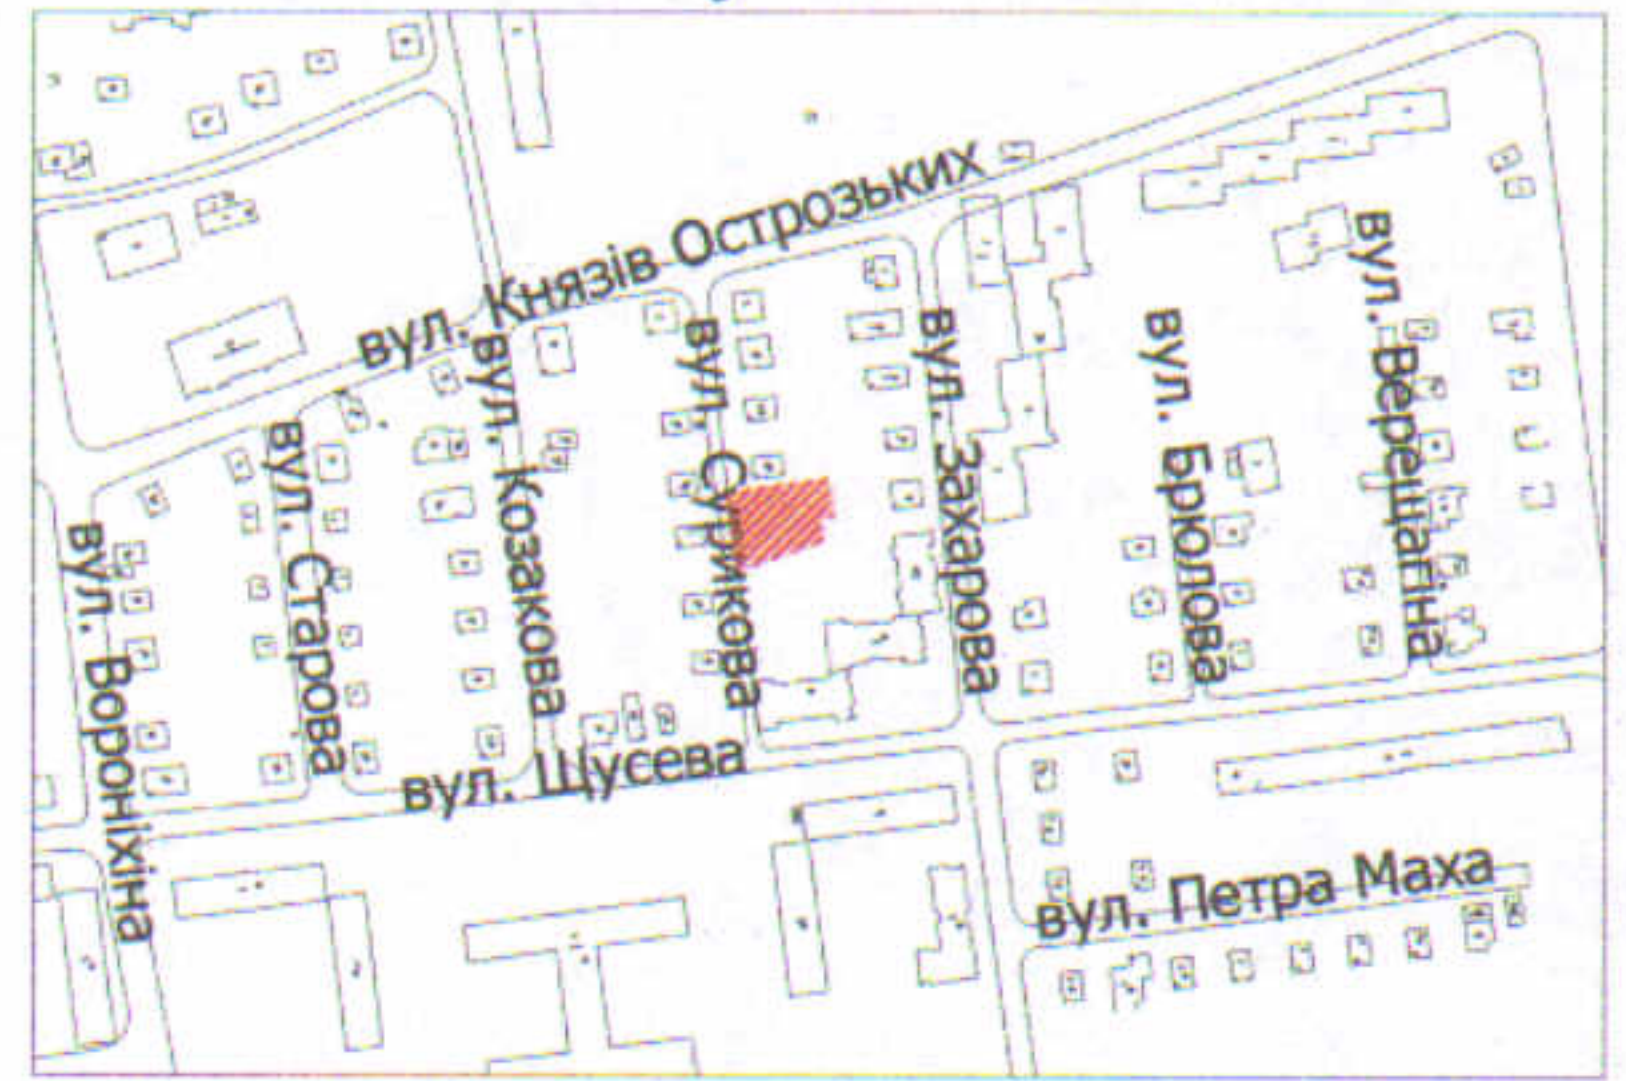 вул. Князів Острозьких
вул. Вороніхіна
вул. Старова
вул. Козакова
вул. Сурикова
вул. Захарова
вул. Брюлова
вул. Верещагіна
вул. Щусева
вул. Петра Маха